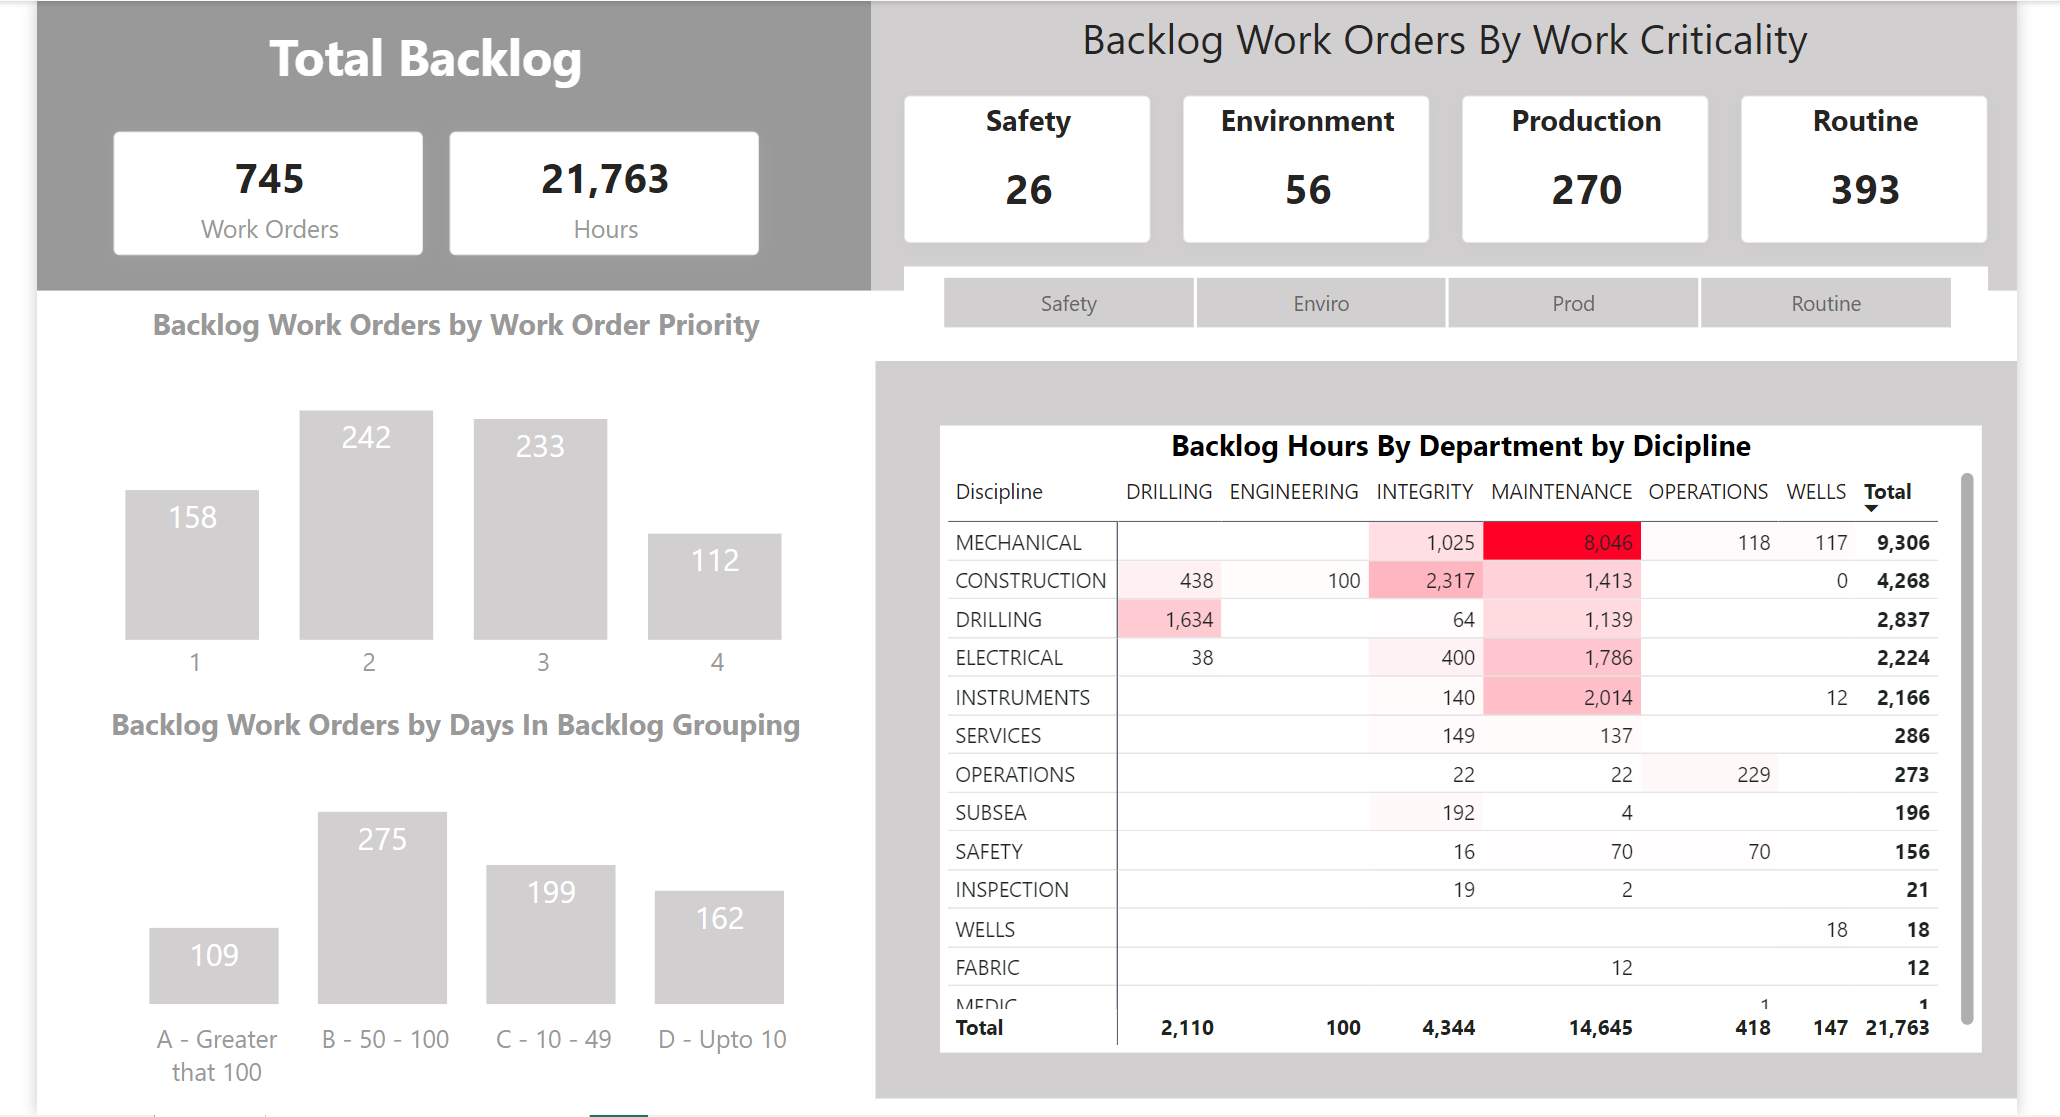 Total Backlog
745
Work Orders
21,763
Hours
Backlog Work Orders By Work Criticality
Safety
26
Environment
56
Production
270
Routine
393
Safety Enviro Prod Routine
Backlog Work Orders by Work Order Priority
158 242 233 112
1 2 3 4
Backlog Work Orders by Days In Backlog Grouping
109 275 199 162
A - Greater that 100 B - 50 - 100 C - 10 - 49 D - Upto 10
Backlog Hours By Department by Dicipline
Discipline DRILLING ENGINEERING INTEGRITY MAINTENANCE OPERATIONS WELLS Total
MECHANICAL 1,025 8,046 118 117 9,306
CONSTRUCTION 438 100 2,317 1,413 0 4,268
DRILLING 1,634 64 1,139 2,837
ELECTRICAL 38 400 1,786 2,224
INSTRUMENTS 140 2,014 12 2,166
SERVICES 149 137 286
OPERATIONS 22 22 229 273
SUBSEA 192 4 196
SAFETY 16 70 70 156
INSPECTION 19 2 21
WELLS 18 18
FABRIC 12 12
MEDIC 1 1
Total 2,110 100 4,344 14,645 418 147 21,763